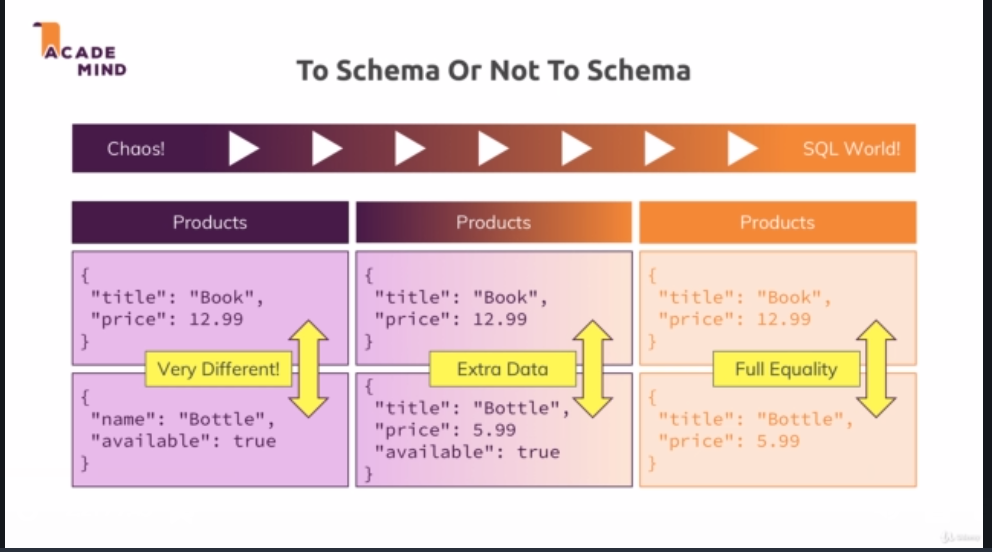 ACADE
MIND
To Schema Or Not To Schema
Chaos!
SQL World!
Products
{
"title": "Book",
"price": 12.99
}
Very Different!
{
"name": "Bottle",
"available": true
}
Products
{
"title": "Book",
"price": 12.99
}
Extra Data
{
"title": "Bottle",
"price": 5.99
"available": true
}
Products
{
"title": "Book",
"price": 12.99
}
Full Equality
{
"title": "Bottle",
"price": 5.99
}